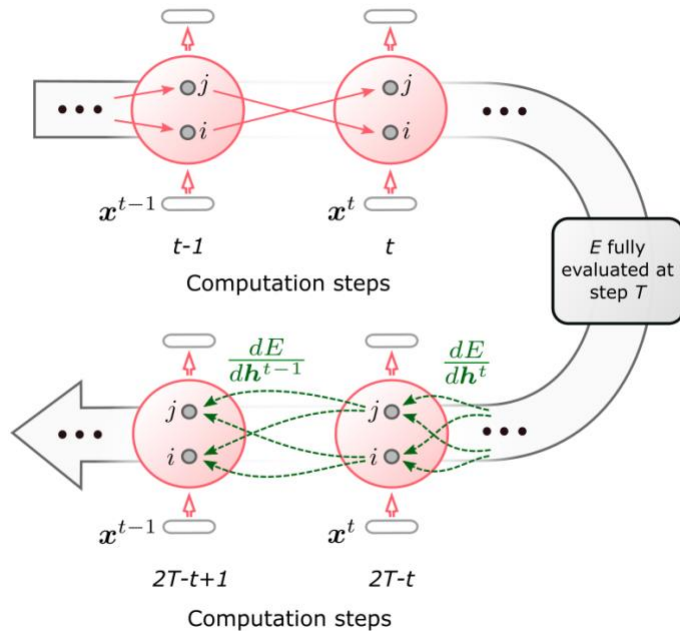 j
j
i
i
x^{t-1}
x^t
t-1
t
Computation steps
E fully
evaluated at
step T
dE
dh^{t-1}
dE
dh^t
j
j
i
i
x^{t-1}
x^t
2T-t+1
2T-t
Computation steps